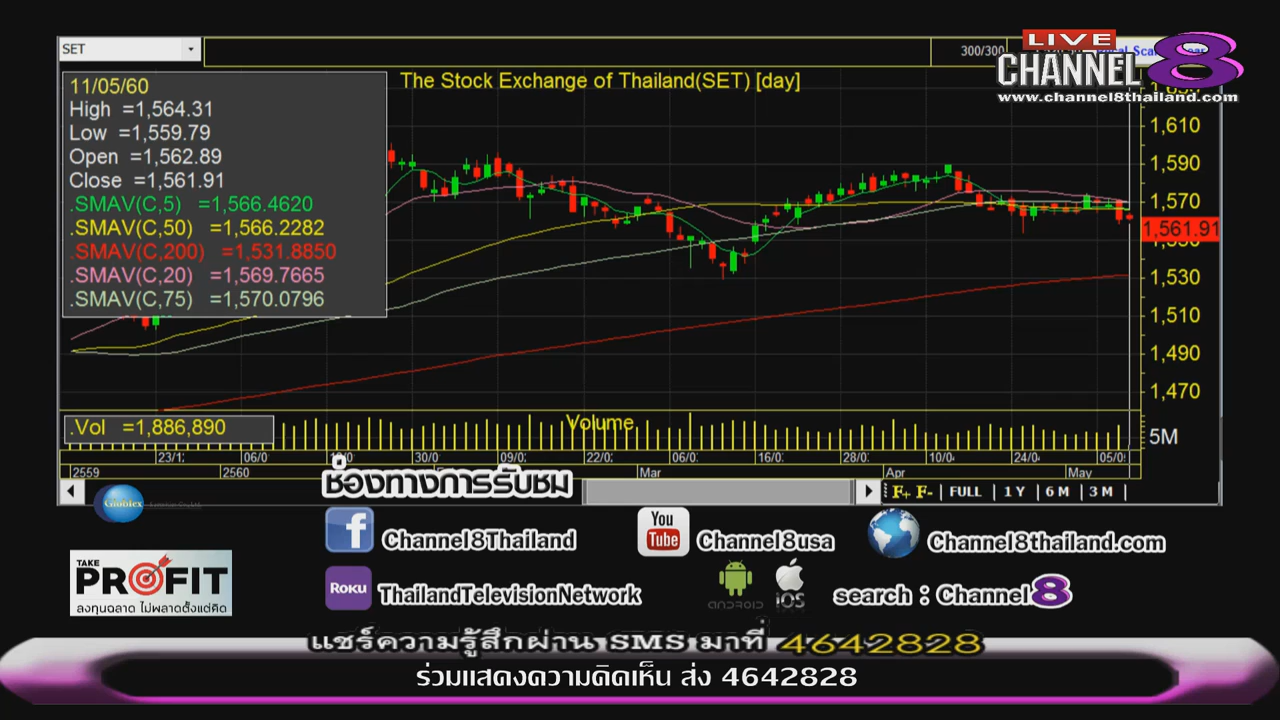 SET
300/300
LIVE
CHANNEL 8
www.channel8thailand.com
The Stock Exchange of Thailand(SET) [day]
11/05/60
High =1,564.31
Low =1,559.79
Open =1,562.89
Close =1,561.91
.SMAV(C,5) =1,566.4620
.SMAV(C,50) =1,566.2282
.SMAV(C,200) =1,531.8850
.SMAV(C,20) =1,569.7665
.SMAV(C,75) =1,570.0796
1,610
1,590
1,570
1,561.91
1,530
1,510
1,490
1,470
.Vol =1,886,890
Volume
5M
23/1: 06/0 30/0 09/0: 22/0: 06/0: 16/0: 28/0: 10/0 24/0 05/0
2559 2560 Mar Apr May
F+ F- FULL 1 Y 6 M 3 M
ช่องทางการรับชม
Globlex
Channel8Thailand
You Tube Channel8usa
Channel8thailand.com
TAKE PROFIT
ลงทุนฉลาด ไม่พลาดตั้งแต่คิด
ROKU ThailandTelevisionNetwork
ANDROID iOS
search : Channel 8
แชร์ความรู้สึกผ่าน SMS มาที่ 4642828
ร่วมแสดงความคิดเห็น ส่ง 4642828